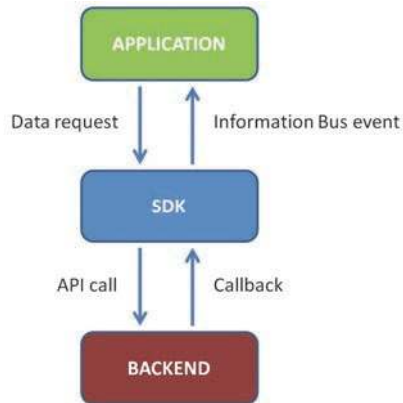 APPLICATION
Data request
Information Bus event
SDK
API call
Callback
BACKEND